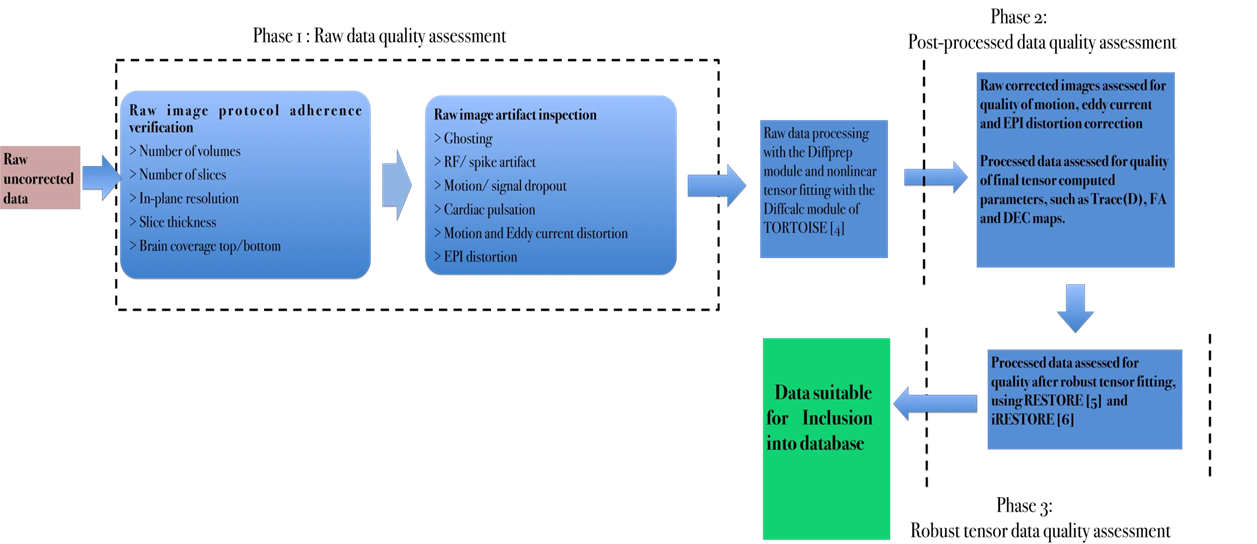 Phase 1 : Raw data quality assessment
Phase 2:
Post-processed data quality assessment
Raw
uncorrected
data
Raw image protocol adherence
verification
> Number of volumes
> Number of slices
> In-plane resolution
> Slice thickness
> Brain coverage top/bottom
Raw image artifact inspection
> Ghosting
> RF/ spike artifact
> Motion/ signal dropout
> Cardiac pulsation
> Motion and Eddy current distortion
> EPI distortion
Raw data processing
with the Diffprep
module and nonlinear
tensor fitting with the
Diffcalc module of
TORTOISE [4]
Raw corrected images assessed for
quality of motion, eddy current
and EPI distortion correction
Processed data assessed for quality
of final tensor computed
parameters, such as Trace(D), FA
and DEC maps.
Processed data assessed for
quality after robust tensor fitting,
using RESTORE [5] and
iRESTORE [6]
Data suitable
for Inclusion
into database
Phase 3:
Robust tensor data quality assessment